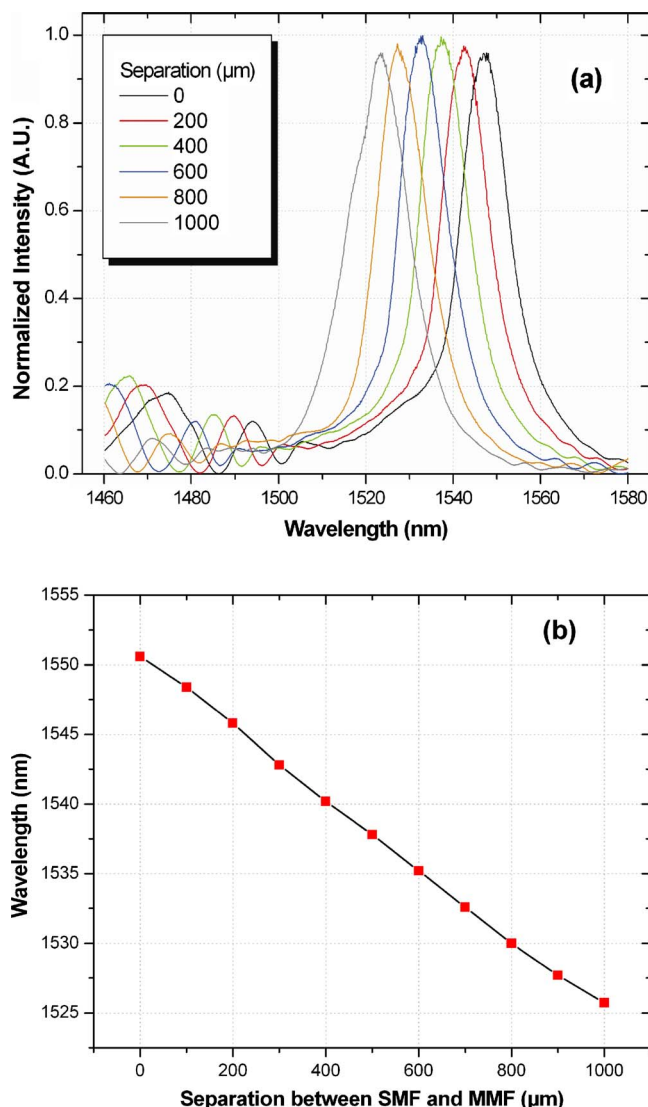 (a)
Separation (µm)
0
200
400
600
800
1000
Normalized Intensity (A.U.)
1.0
0.8
0.6
0.4
0.2
0.0
1460 1480 1500 1520 1540 1560 1580
Wavelength (nm)
(b)
Wavelength (nm)
1555
1550
1545
1540
1535
1530
1525
0 200 400 600 800 1000
Separation between SMF and MMF (µm)